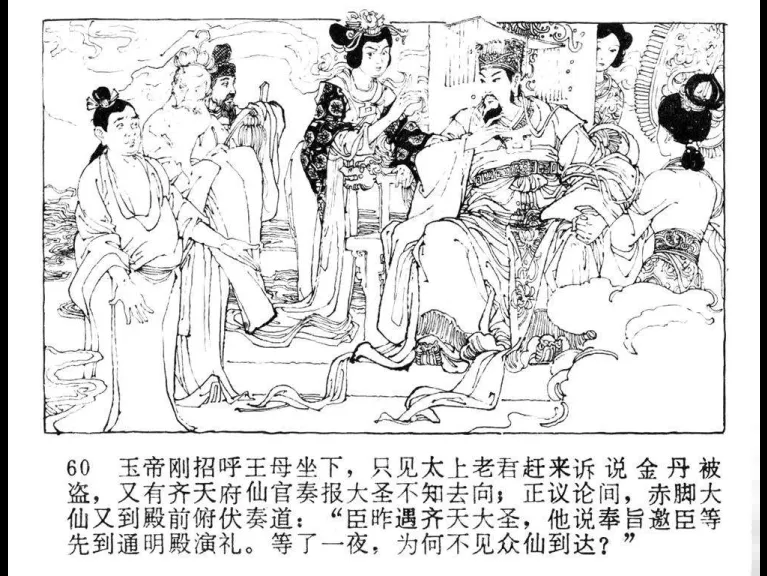 60 玉帝刚招呼王母坐下，只见太上老君赶来诉说金丹被
盗，又有齐天府仙官奏报大圣不知去向；正议论间，赤脚大
仙又到殿前俯伏奏道：“臣昨遇齐天大圣，他说奉旨邀臣等
先到通明殿演礼。等了一夜，为何不见众仙到达？”